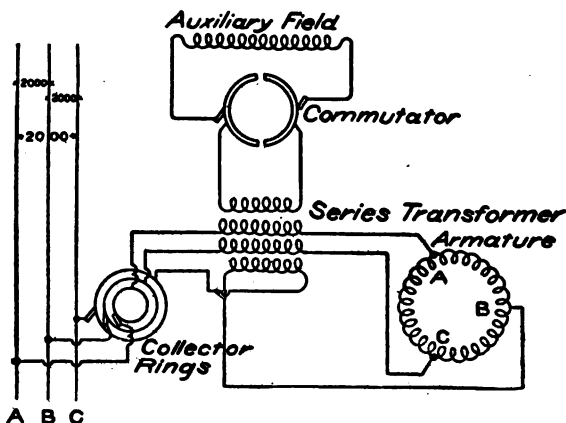 Auxiliary Field
2000
2000
2000
Commutator
Series Transformer
Armature
A
B
C
Collector
Rings
A B C